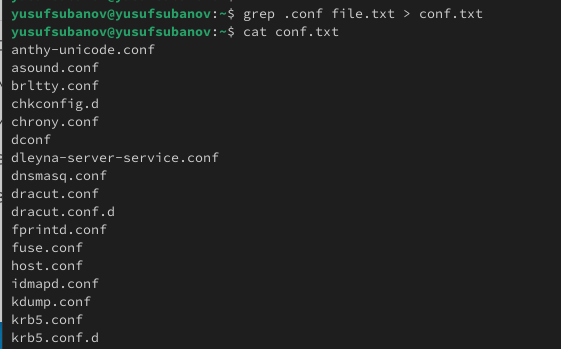 yusufsubanov@yusufsubanov:~$ grep .conf file.txt > conf.txt
yusufsubanov@yusufsubanov:~$ cat conf.txt
anthy-unicode.conf
asound.conf
brltty.conf
chkconfig.d
chrony.conf
dconf
dleyna-server-service.conf
dnsmasq.conf
dracut.conf
dracut.conf.d
fprintd.conf
fuse.conf
host.conf
idmapd.conf
kdump.conf
krb5.conf
krb5.conf.d